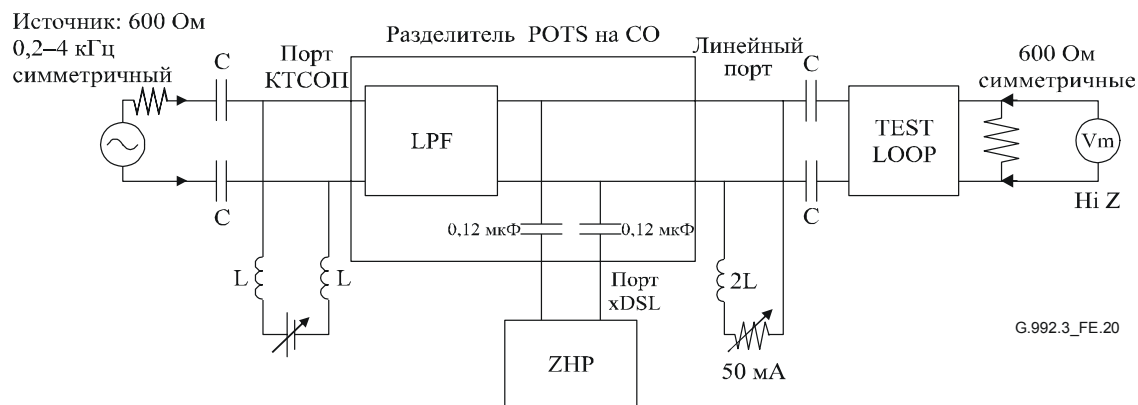 Источник: 600 Ом
0,2–4 кГц
симметричный
C
C
Порт
КТСОП
Разделитель POTS на CO
LPF
Линейный
порт
C
C
TEST
LOOP
600 Ом
симметричные
Vm
Hi Z
0,12 мкФ
0,12 мкФ
L
L
Порт
xDSL
2L
ZHP
50 мА
G.992.3_FE.20